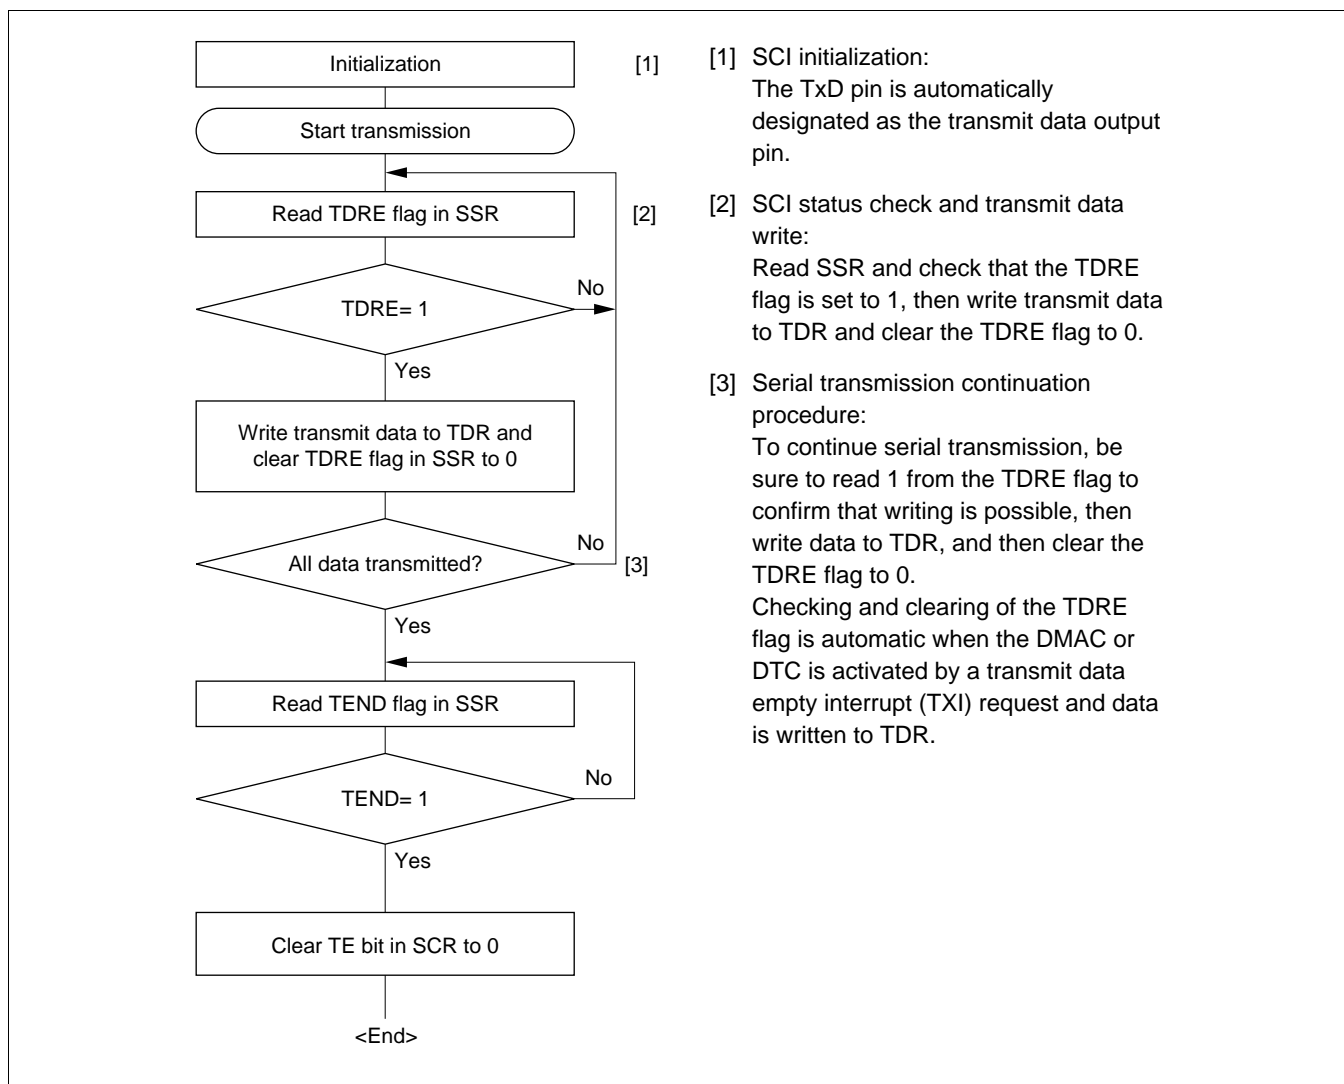 Initialization
[1]
Start transmission
Read TDRE flag in SSR
[2]
No
TDRE= 1
Yes
Write transmit data to TDR and
clear TDRE flag in SSR to 0
No
All data transmitted?
[3]
Yes
Read TEND flag in SSR
No
TEND= 1
Yes
Clear TE bit in SCR to 0
<End>
[1] SCI initialization:
The TxD pin is automatically
designated as the transmit data output
pin.
[2] SCI status check and transmit data
write:
Read SSR and check that the TDRE
flag is set to 1, then write transmit data
to TDR and clear the TDRE flag to 0.
[3] Serial transmission continuation
procedure:
To continue serial transmission, be
sure to read 1 from the TDRE flag to
confirm that writing is possible, then
write data to TDR, and then clear the
TDRE flag to 0.
Checking and clearing of the TDRE
flag is automatic when the DMAC or
DTC is activated by a transmit data
empty interrupt (TXI) request and data
is written to TDR.